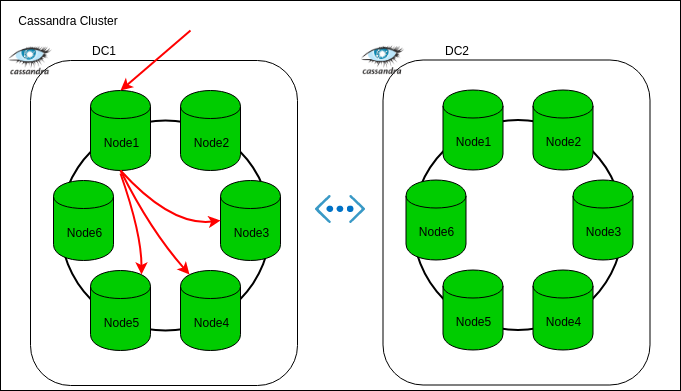 Cassandra Cluster
DC1
DC2
cassandra
cassandra
Node1
Node2
Node1
Node2
Node6
Node3
Node6
Node3
Node5
Node4
Node5
Node4